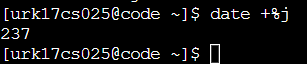 [urk17cs025@code ~]$ date +%j
237
[urk17cs025@code ~]$